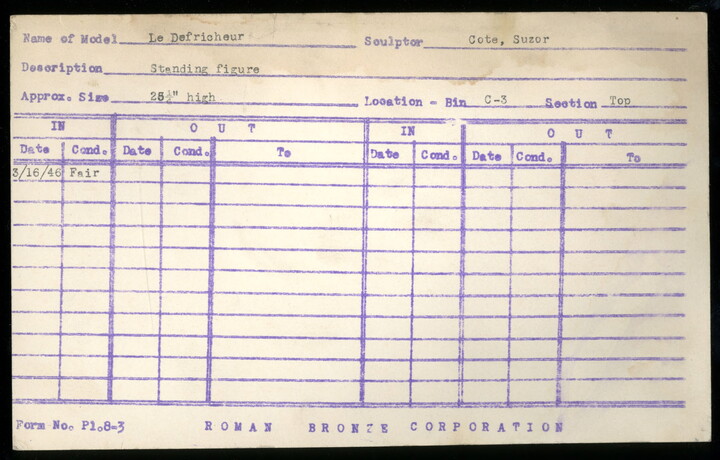 Name of Model Le Defricheur Sculptor Cote, Suzor
Description Standing figure
Approx. Size 25½" high Location - Bin C-3 Section Top
IN OUT IN OUT
Date Cond. Date Cond. To Date Cond. Date Cond. To
3/16/46 Fair
Form No. Pl.8-3 ROMAN BRONZE CORPORATION